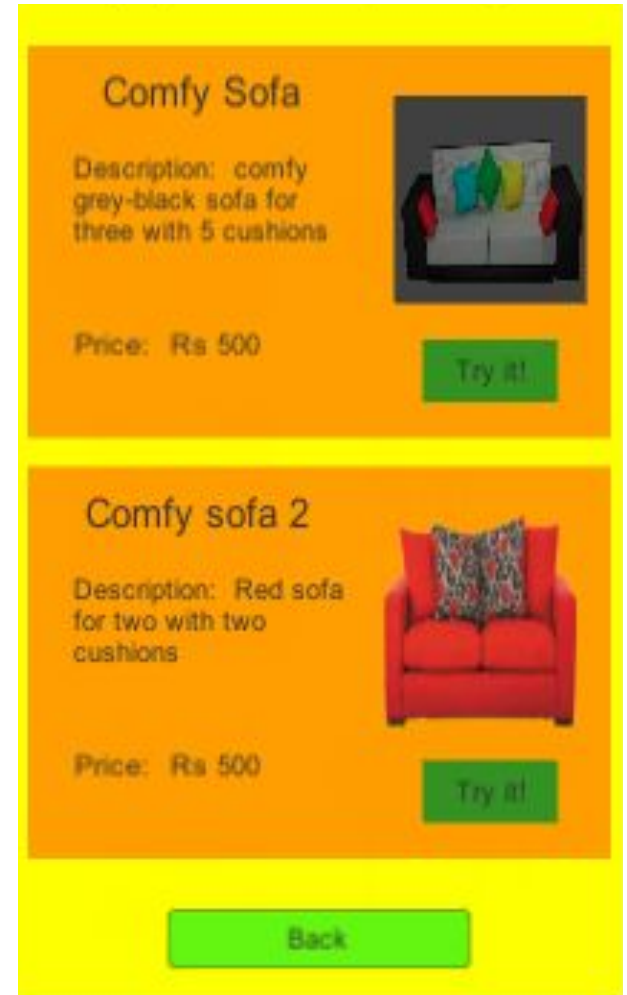 Comfy Sofa
Description: comfy
grey-black sofa for
three with 5 cushions
Price: Rs 500
Try it!
Comfy sofa 2
Description: Red sofa
for two with two
cushions
Price: Rs 500
Try it!
Back